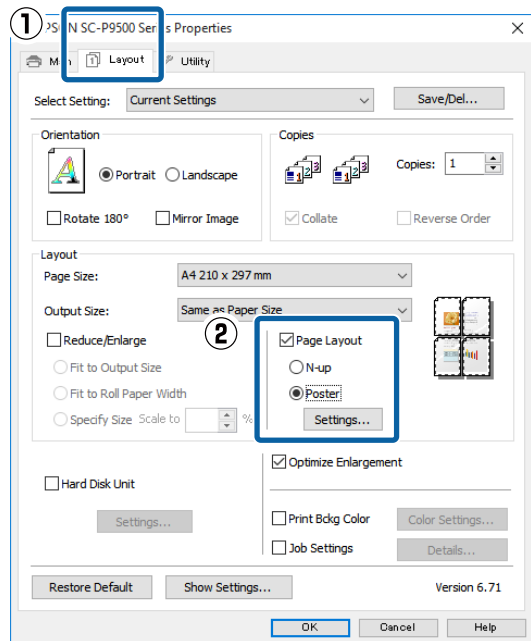 1
PSON SC-P9500 Series Properties
Main Layout Utility
Select Setting: Current Settings Save/Del...
Orientation Copies
Portrait Landscape Copies: 1
Rotate 180° Mirror Image Collate Reverse Order
Layout
Page Size: A4 210 x 297 mm
Output Size: Same as Paper Size
2
Reduce/Enlarge Page Layout
Fit to Output Size N-up
Fit to Roll Paper Width Poster
Specify Size Scale to % Settings...
Optimize Enlargement
Hard Disk Unit
Settings... Print Bckg Color Color Settings...
Job Settings Details...
Restore Default Show Settings... Version 6.71
OK Cancel Help